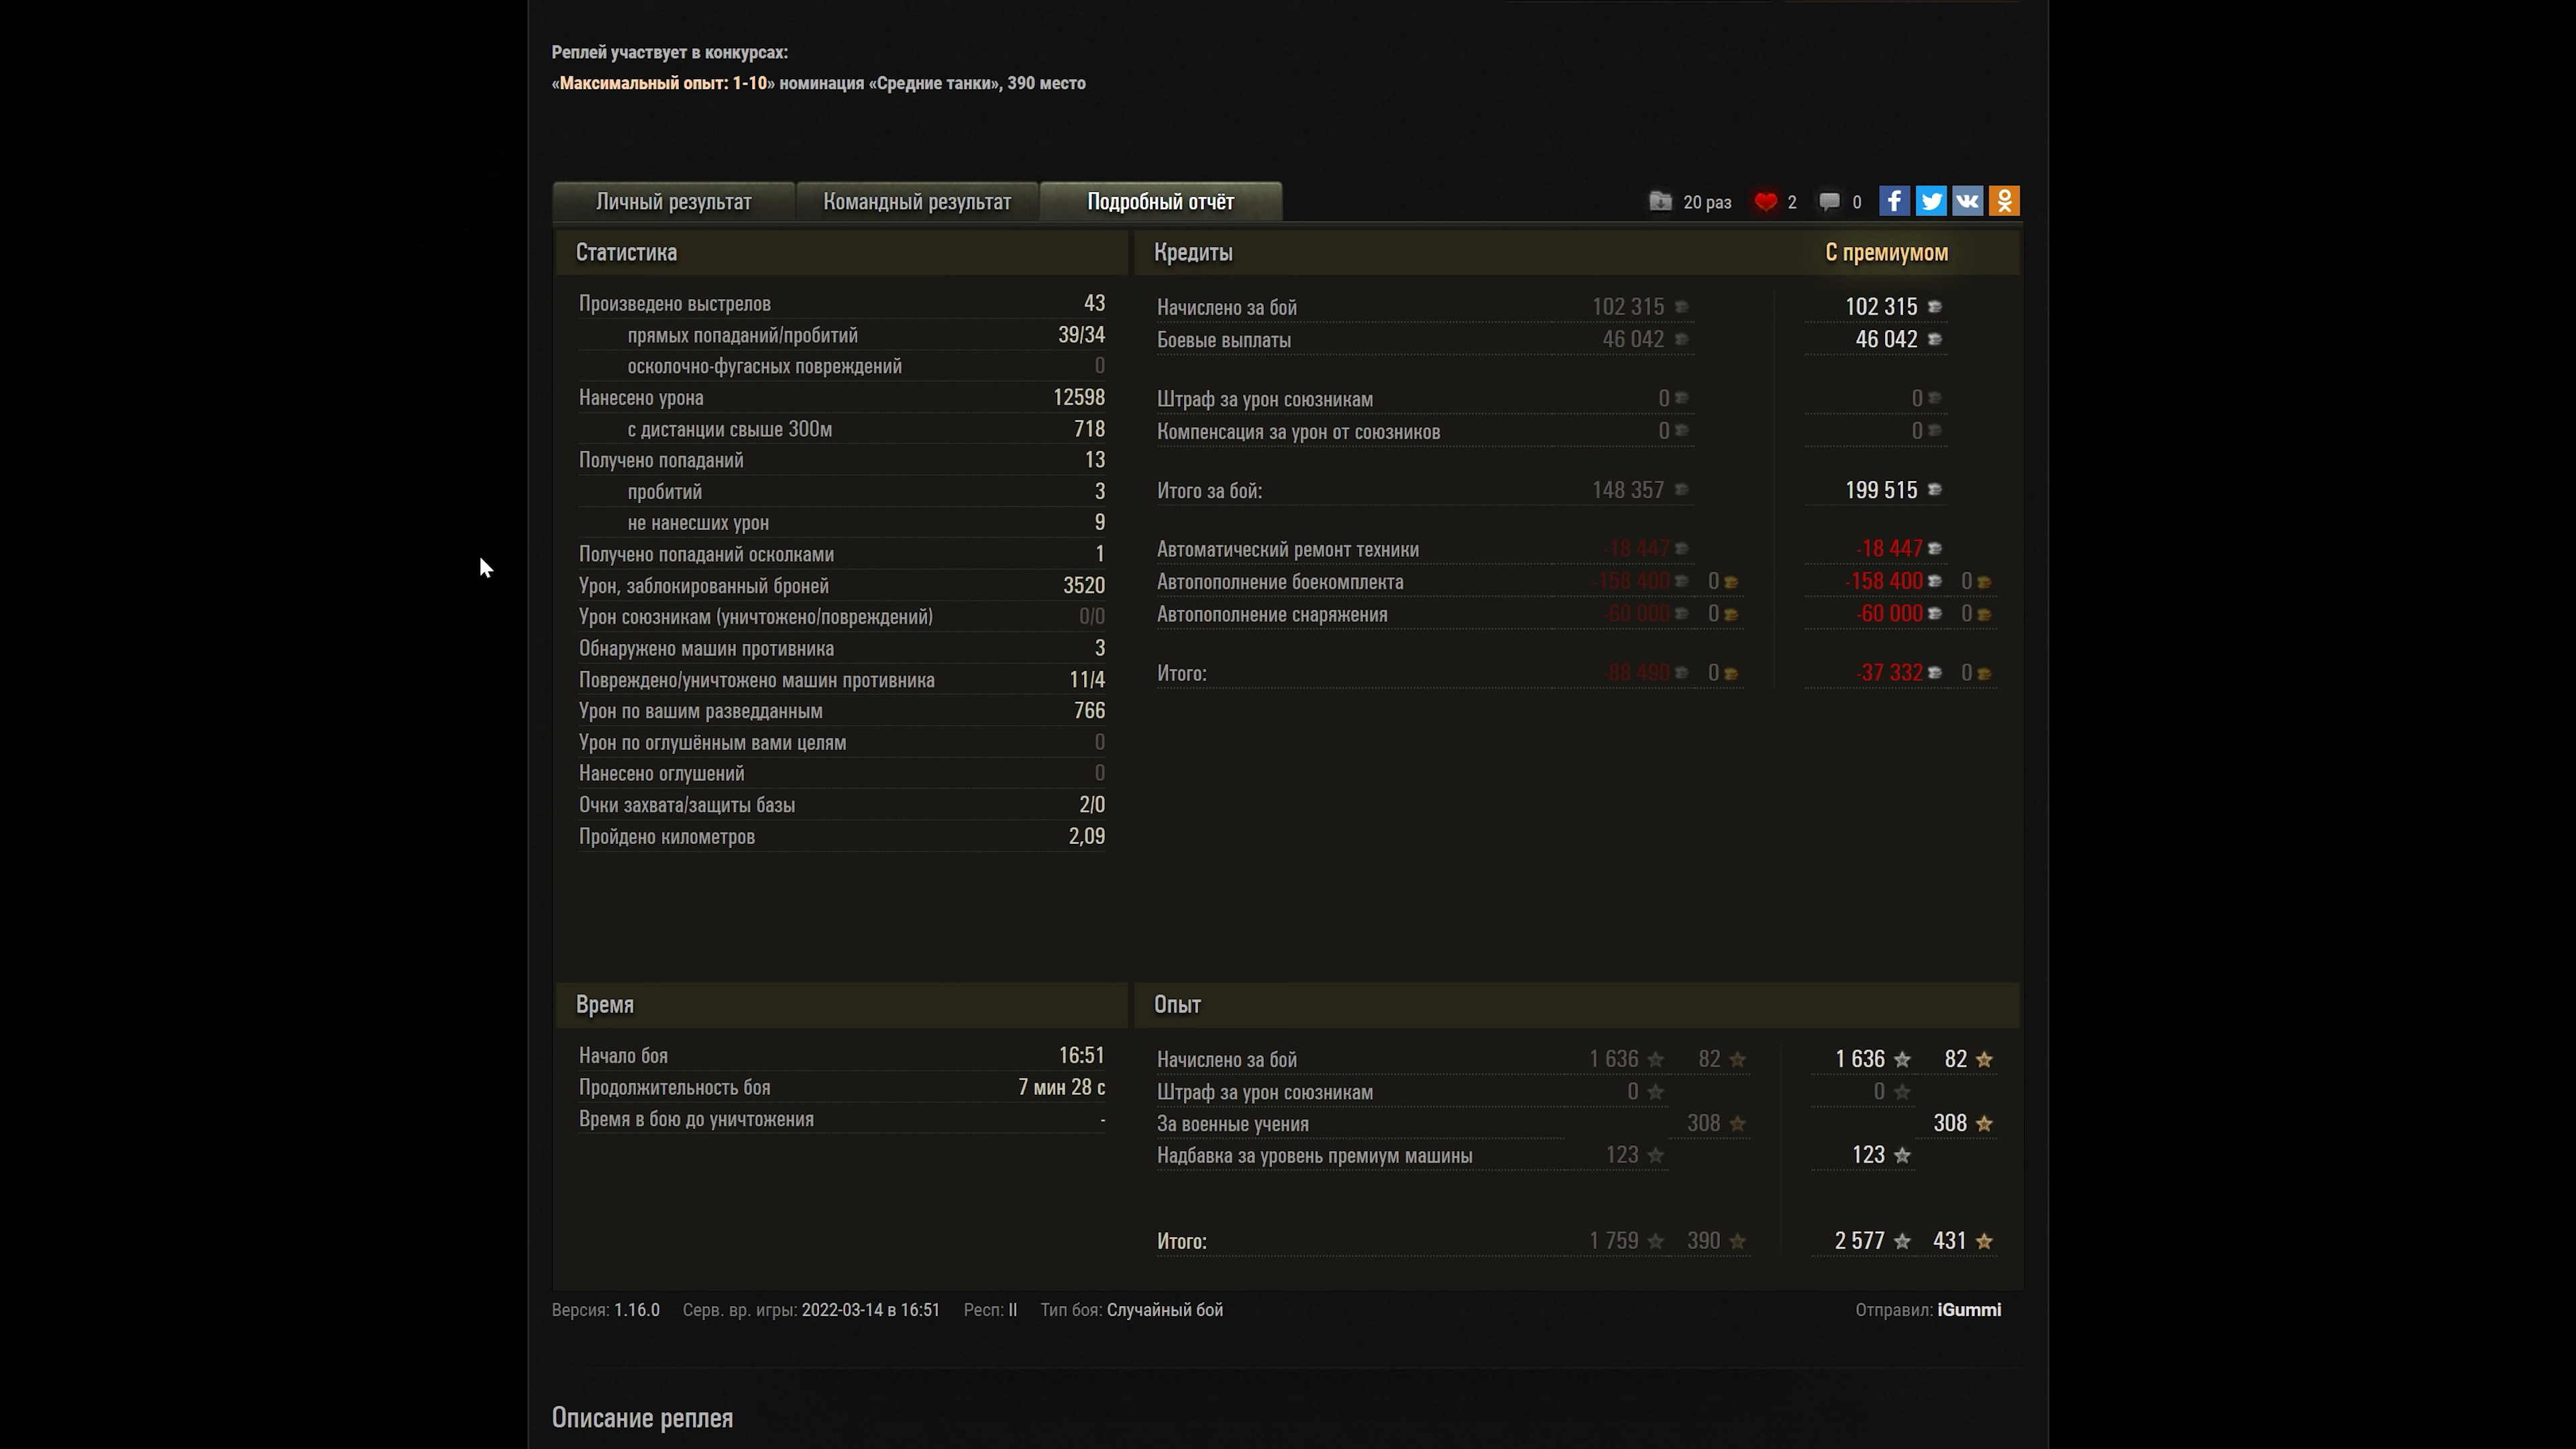 Реплей участвует в конкурсах:
«Максимальный опыт: 1-10» номинация «Средние танки», 390 место
Личный результат Командный результат Подробный отчёт 20 раз 2 0
Статистика
Произведено выстрелов 43
прямых попаданий/пробитий 39/34
осколочно-фугасных повреждений 0
Нанесено урона 12598
с дистанции свыше 300м 718
Получено попаданий 13
пробитий 3
не нанесших урон 9
Получено попаданий осколками 1
Урон, заблокированный броней 3520
Урон союзникам (уничтожено/повреждений) 0/0
Обнаружено машин противника 3
Повреждено/уничтожено машин противника 11/4
Урон по вашим разведданным 766
Урон по оглушённым вами целям 0
Нанесено оглушений 0
Очки захвата/защиты базы 2/0
Пройдено километров 2,09
Кредиты С премиумом
Начислено за бой 102 315 102 315
Боевые выплаты 46 042 46 042
Штраф за урон союзникам 0 0
Компенсация за урон от союзников 0 0
Итого за бой: 148 357 199 515
Автоматический ремонт техники -18 447 -18 447
Автопополнение боекомплекта -158 400 0 -158 400 0
Автопополнение снаряжения -60 000 0 -60 000 0
Итого: -88 490 0 -37 332 0
Время
Начало боя 16:51
Продолжительность боя 7 мин 28 с
Время в бою до уничтожения -
Опыт
Начислено за бой 1 636 82 1 636 82
Штраф за урон союзникам 0 0
За военные учения 308 308
Надбавка за уровень премиум машины 123 123
Итого: 1 759 390 2 577 431
Версия: 1.16.0 Серв. вр. игры: 2022-03-14 в 16:51 Респ: II Тип боя: Случайный бой Отправил: iGummi
Описание реплея